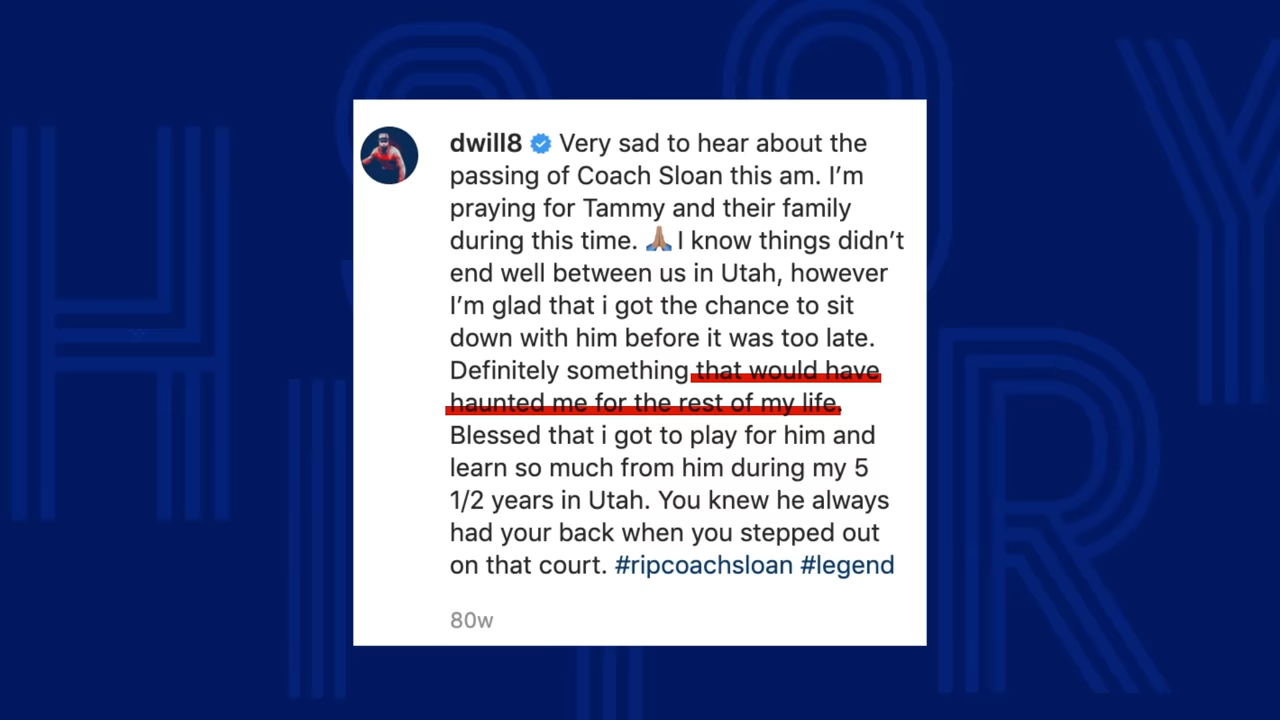 dwill8 Very sad to hear about the
passing of Coach Sloan this am. I’m
praying for Tammy and their family
during this time. 🙏🏽 I know things didn’t
end well between us in Utah, however
I’m glad that i got the chance to sit
down with him before it was too late.
Definitely something that would have
haunted me for the rest of my life.
Blessed that i got to play for him and
learn so much from him during my 5
1/2 years in Utah. You knew he always
had your back when you stepped out
on that court. #ripcoachsloan #legend
80w